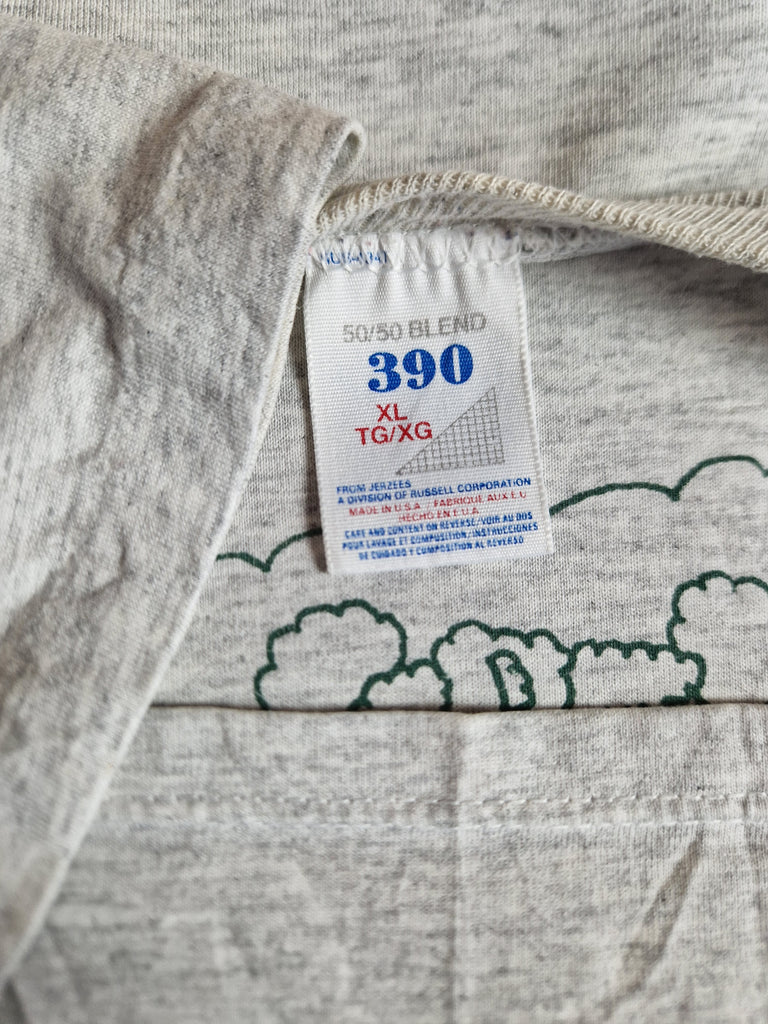 50/50 BLEND
390
XL
TG/XG
FROM JERZEES
A DIVISION OF RUSSELL CORPORATION
MADE IN U.S.A. FABRIQUE AUX E.U.
HECHO EN E.U.A.
CARE AND CONTENT ON REVERSE/VOIR AU DOS
POUR LAVAGE ET COMPOSITION/INSTRUCCIONES
DE CUIDADO Y COMPOSITION AL REVERSO